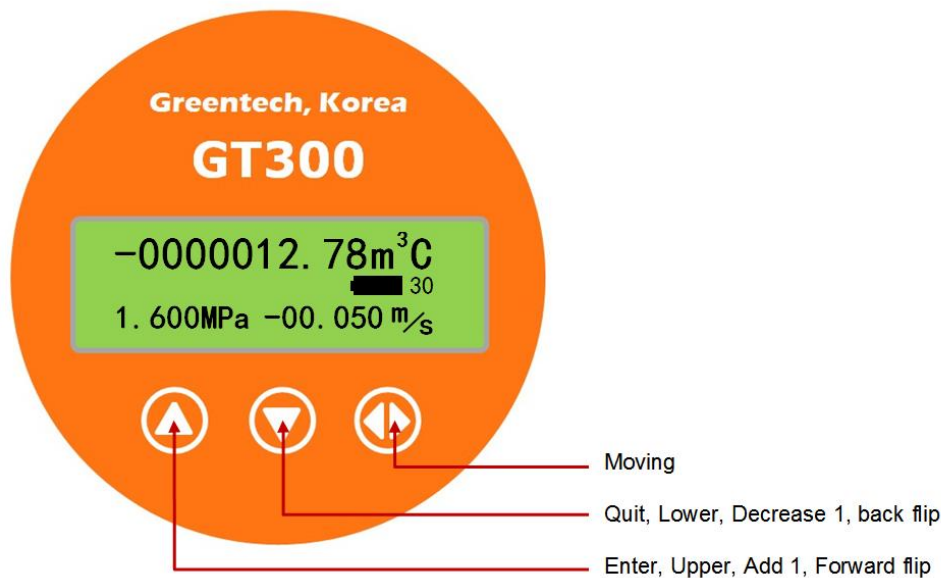 Greentech, Korea
GT300
-0000012.78m³C
30
1.600MPa -00.050 m/s
Moving
Quit, Lower, Decrease 1, back flip
Enter, Upper, Add 1, Forward flip